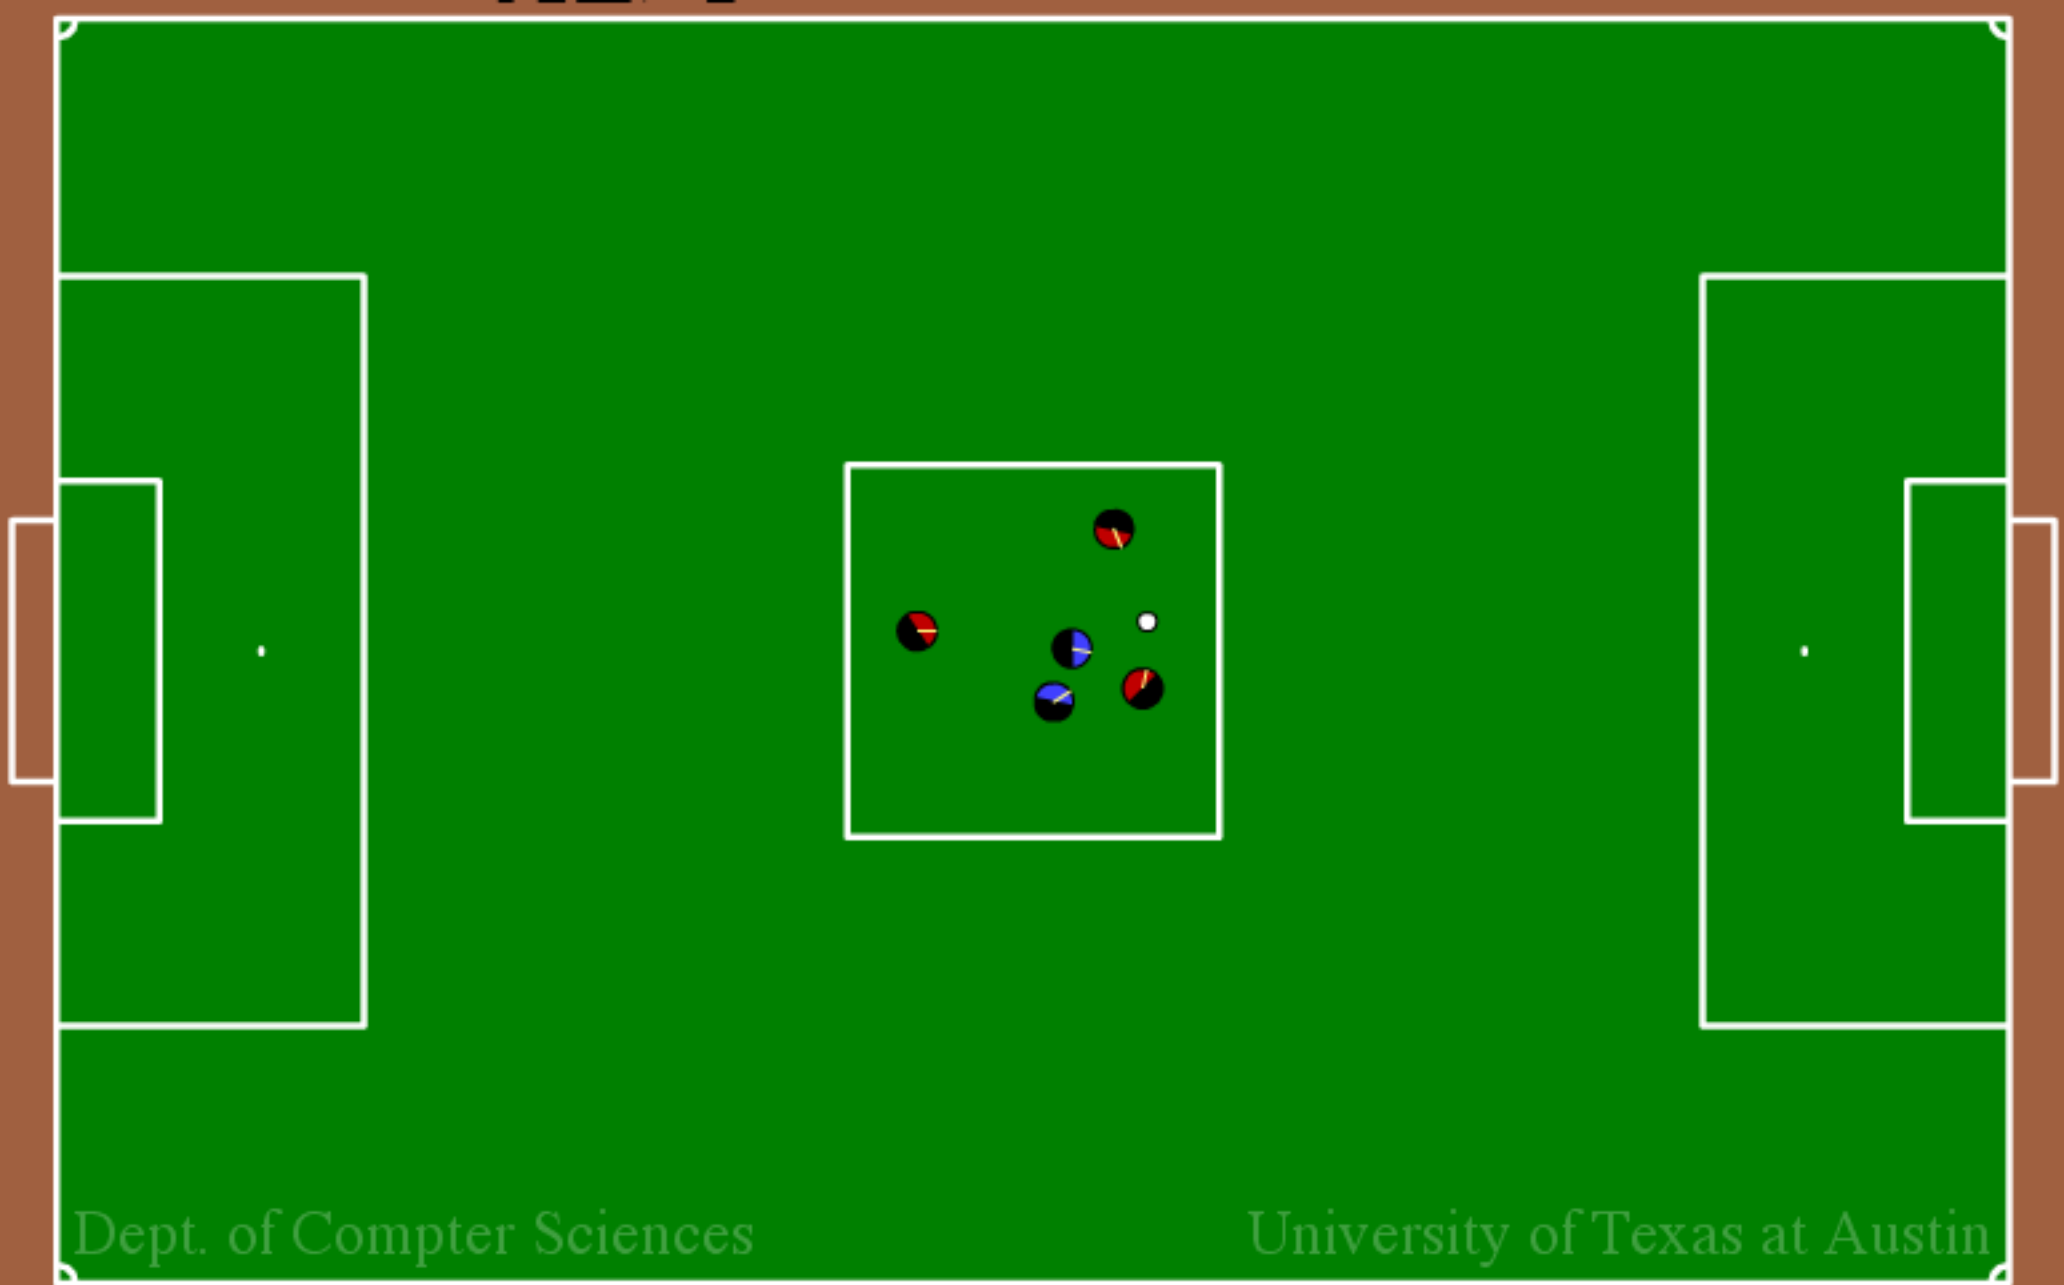 Dept. of Compter Sciences
University of Texas at Austin